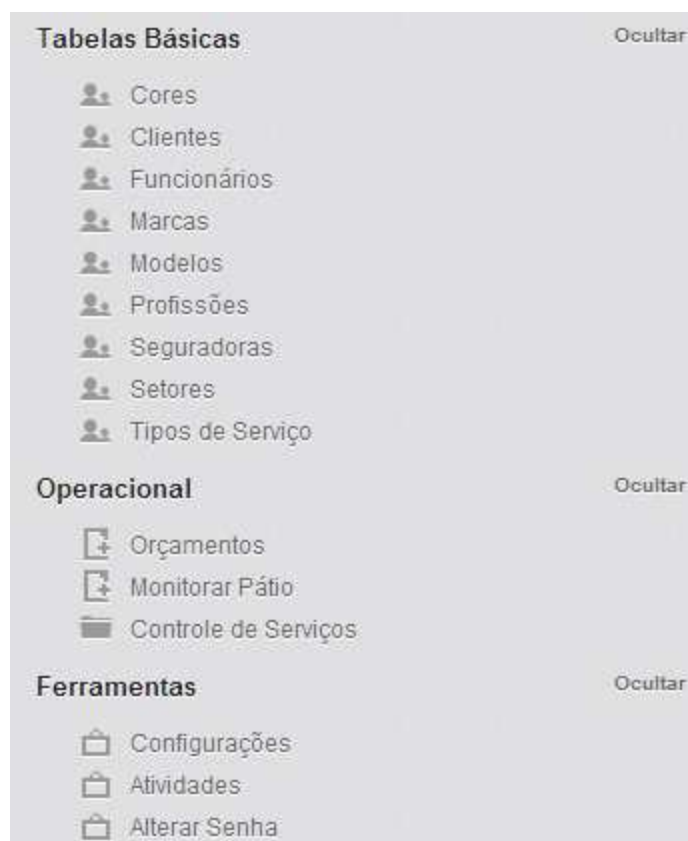 Tabelas Básicas Ocultar
Cores
Clientes
Funcionários
Marcas
Modelos
Profissões
Seguradoras
Setores
Tipos de Serviço
Operacional Ocultar
Orçamentos
Monitorar Pátio
Controle de Serviços
Ferramentas Ocultar
Configurações
Atividades
Alterar Senha